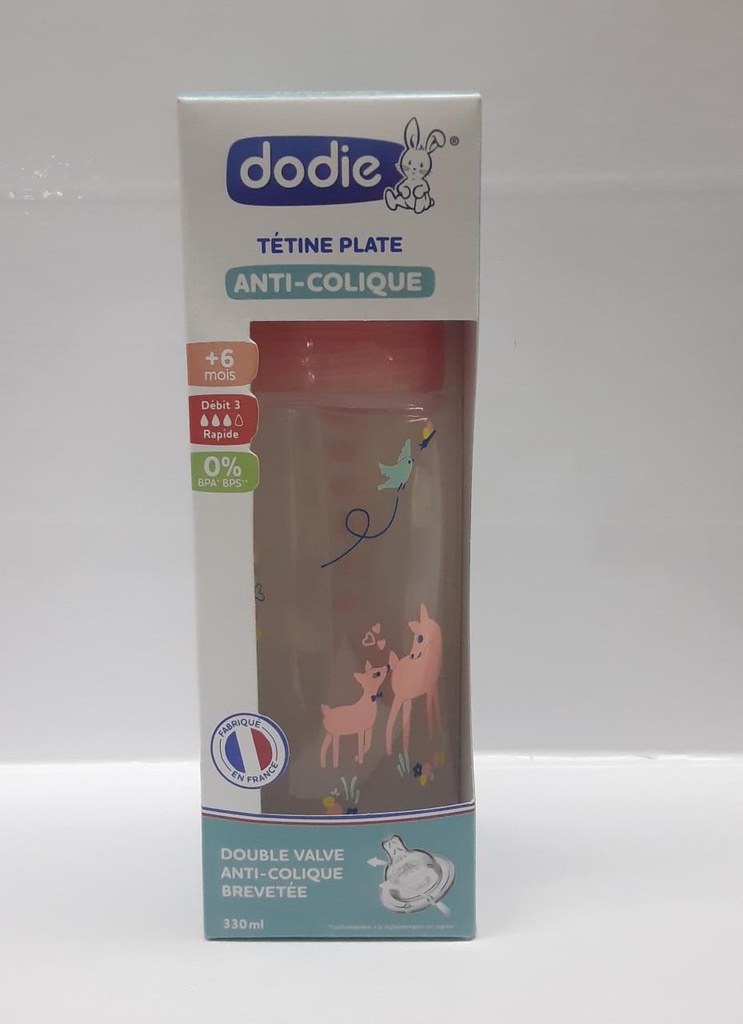 dodie ®
TÉTINE PLATE
ANTI-COLIQUE
+6
mois
Débit 3
Rapide
0%
BPA* BPS**
FABRIQUÉ
EN FRANCE
DOUBLE VALVE
ANTI-COLIQUE
BREVETÉE
330ml